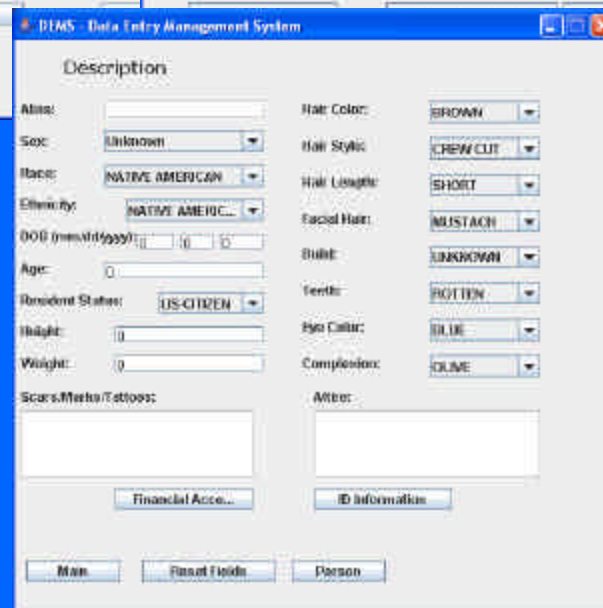 DEMS - Data Entry Management System
Description
Alias:
Sex: Unknown
Race: NATIVE AMERICAN
Ethnicity: NATIVE AMERIC...
DOB (mm/dd/yyyy): 0 0 0
Age: 0
Resident Status: US-CITIZEN
Height: 0
Weight: 0
Scars/Marks/Tattoos:
Financial Acco...
Hair Color: BROWN
Hair Style: CREW CUT
Hair Length: SHORT
Facial Hair: MUSTACH
Build: UNKNOWN
Teeth: ROTTEN
Eye Color: BLUE
Complexion: OLIVE
Attire:
ID Information
Main Reset Fields Person